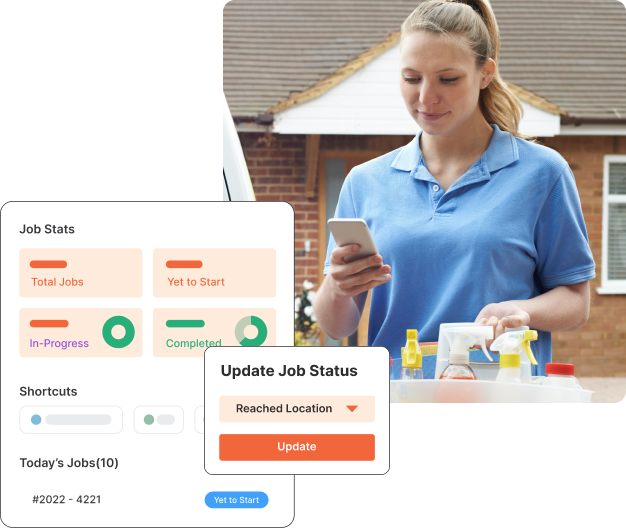 Job Stats
Total Jobs
Yet to Start
In-Progress
Completed
Update Job Status
Shortcuts
Reached Location
Update
Today's Jobs(10)
#2022 - 4221
Yet to Start